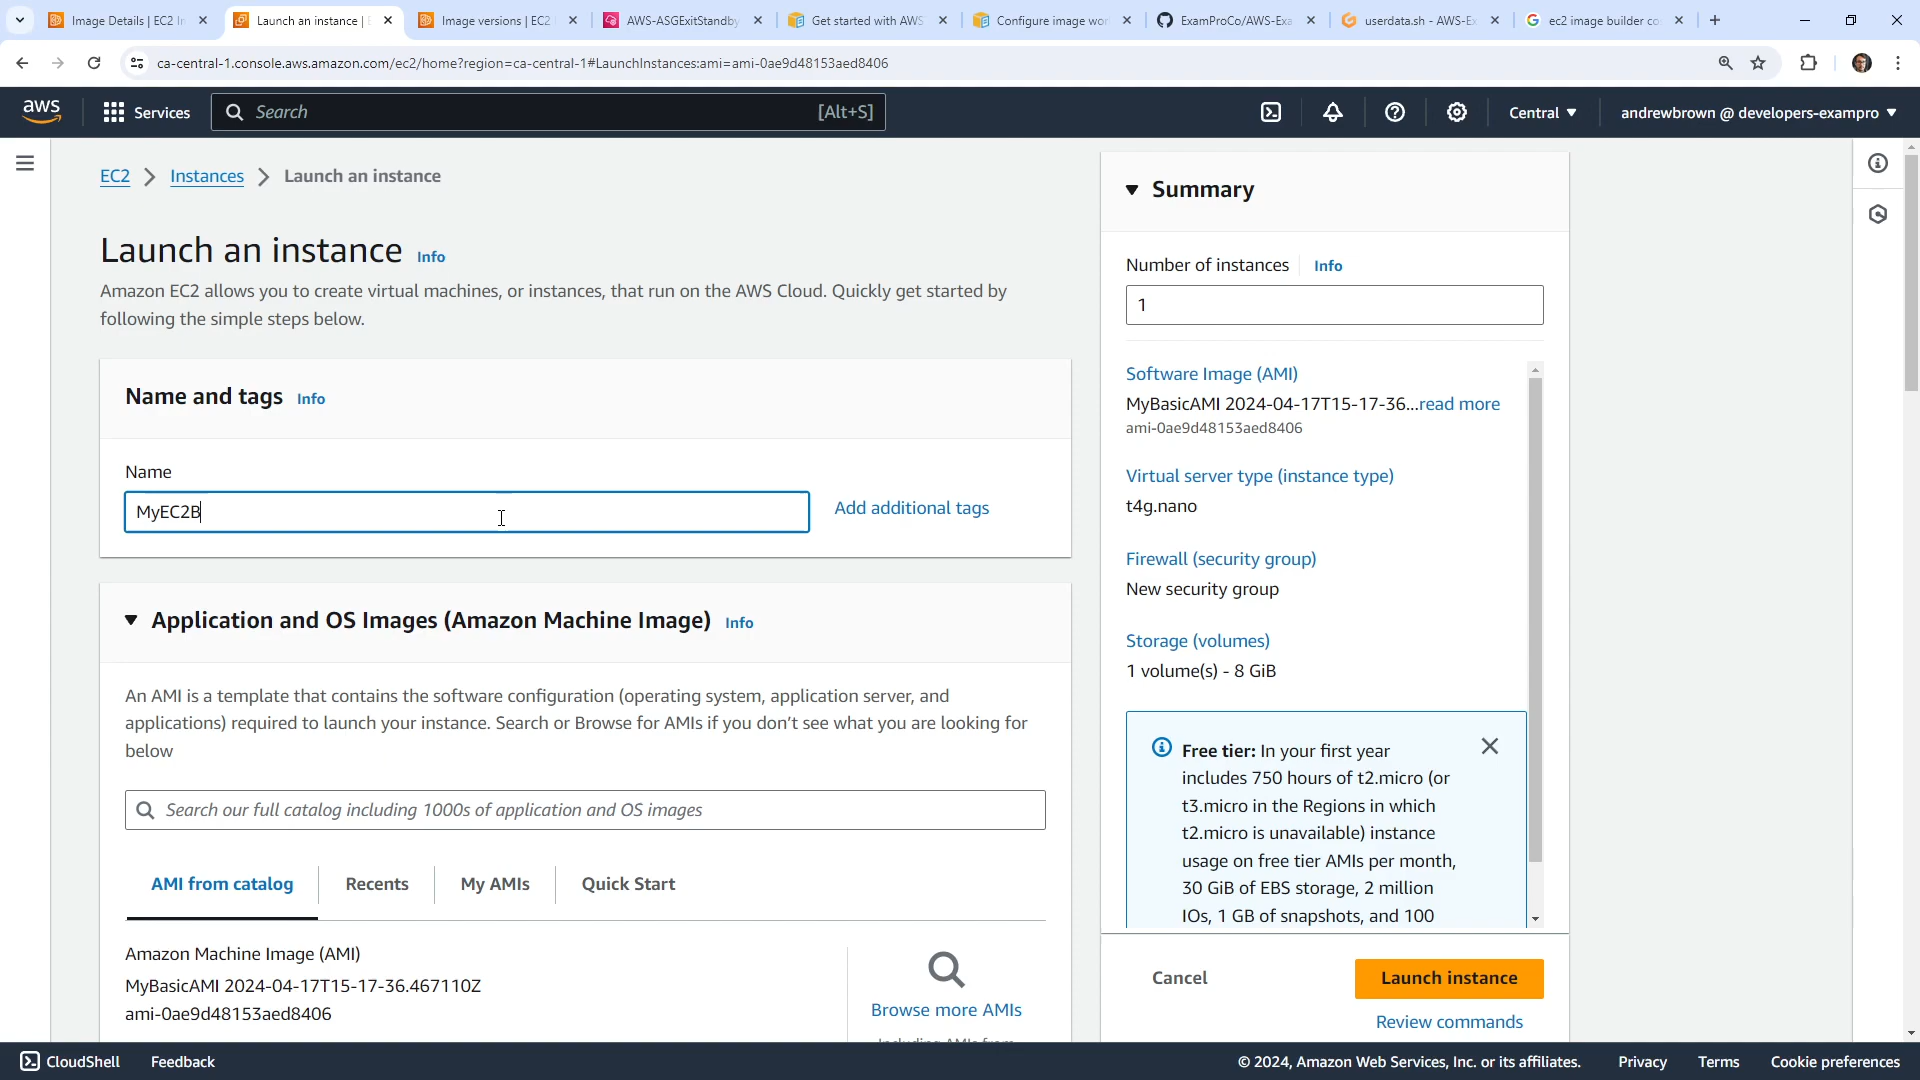 Image Details | EC2 In
Launch an instance | E
Image versions | EC2
AWS-ASGExitStandby
Get started with AWS
Configure image wor
ExamProCo/AWS-Exa
userdata.sh - AWS-Ex
ec2 image builder co
ca-central-1.console.aws.amazon.com/ec2/home?region=ca-central-1#LaunchInstances:ami=ami-0ae9d48153aed8406
aws
Services
Search
[Alt+S]
Central
andrewbrown @ developers-exampro
EC2
Instances
Launch an instance
Launch an instance Info
Amazon EC2 allows you to create virtual machines, or instances, that run on the AWS Cloud. Quickly get started by
following the simple steps below.
Name and tags Info
Name
MyEC2B
Add additional tags
Application and OS Images (Amazon Machine Image) Info
An AMI is a template that contains the software configuration (operating system, application server, and
applications) required to launch your instance. Search or Browse for AMIs if you don't see what you are looking for
below
Search our full catalog including 1000s of application and OS images
AMI from catalog
Recents
My AMIs
Quick Start
Amazon Machine Image (AMI)
MyBasicAMI 2024-04-17T15-17-36.467110Z
ami-0ae9d48153aed8406
Browse more AMIs
Including AMIs from
Summary
Number of instances Info
1
Software Image (AMI)
MyBasicAMI 2024-04-17T15-17-36...read more
ami-0ae9d48153aed8406
Virtual server type (instance type)
t4g.nano
Firewall (security group)
New security group
Storage (volumes)
1 volume(s) - 8 GiB
Free tier: In your first year
includes 750 hours of t2.micro (or
t3.micro in the Regions in which
t2.micro is unavailable) instance
usage on free tier AMIs per month,
30 GiB of EBS storage, 2 million
IOs, 1 GB of snapshots, and 100
Cancel
Launch instance
Review commands
CloudShell
Feedback
© 2024, Amazon Web Services, Inc. or its affiliates.
Privacy
Terms
Cookie preferences